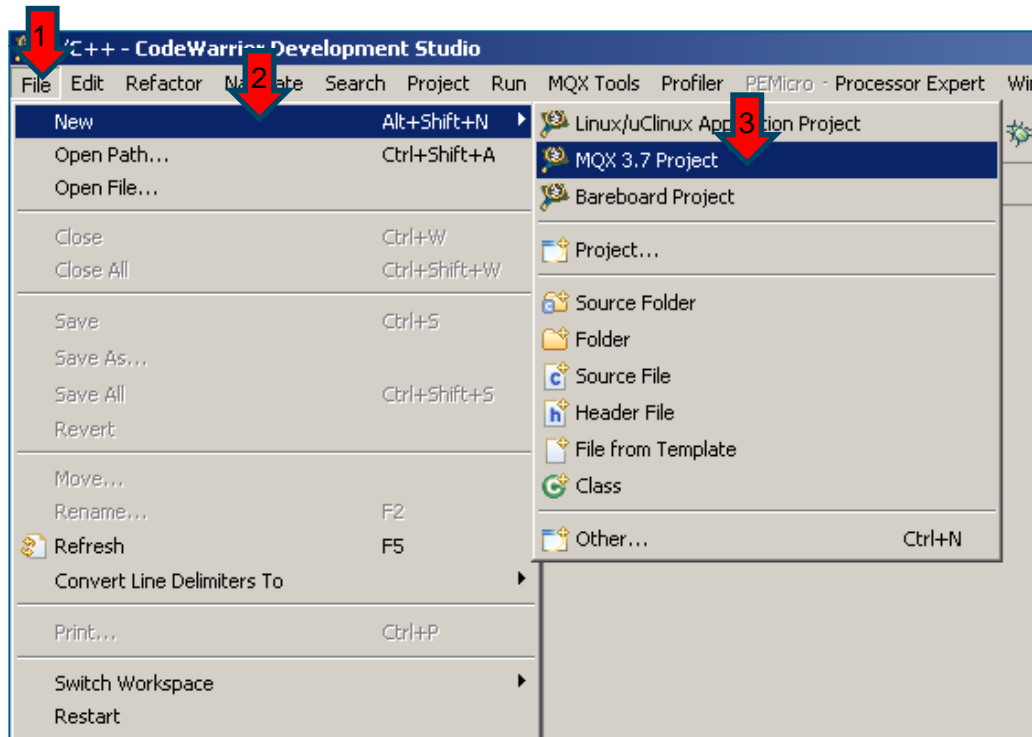 1
C++ - CodeWarrior Development Studio
2
File Edit Refactor Search Project Run MQX Tools Profiler PEMicro - Processor Expert
New Alt+Shift+N
Open Path... Ctrl+Shift+A
Open File...
Close Ctrl+W
Close All Ctrl+Shift+W
Save Ctrl+S
Save As...
Save All Ctrl+Shift+S
Revert
Move...
Rename... F2
Refresh F5
Convert Line Delimiters To
Print... Ctrl+P
Switch Workspace
Restart
3
Linux/uClinux Project
MQX 3.7 Project
Bareboard Project
Project...
Source Folder
Folder
Source File
Header File
File from Template
Class
Other... Ctrl+N